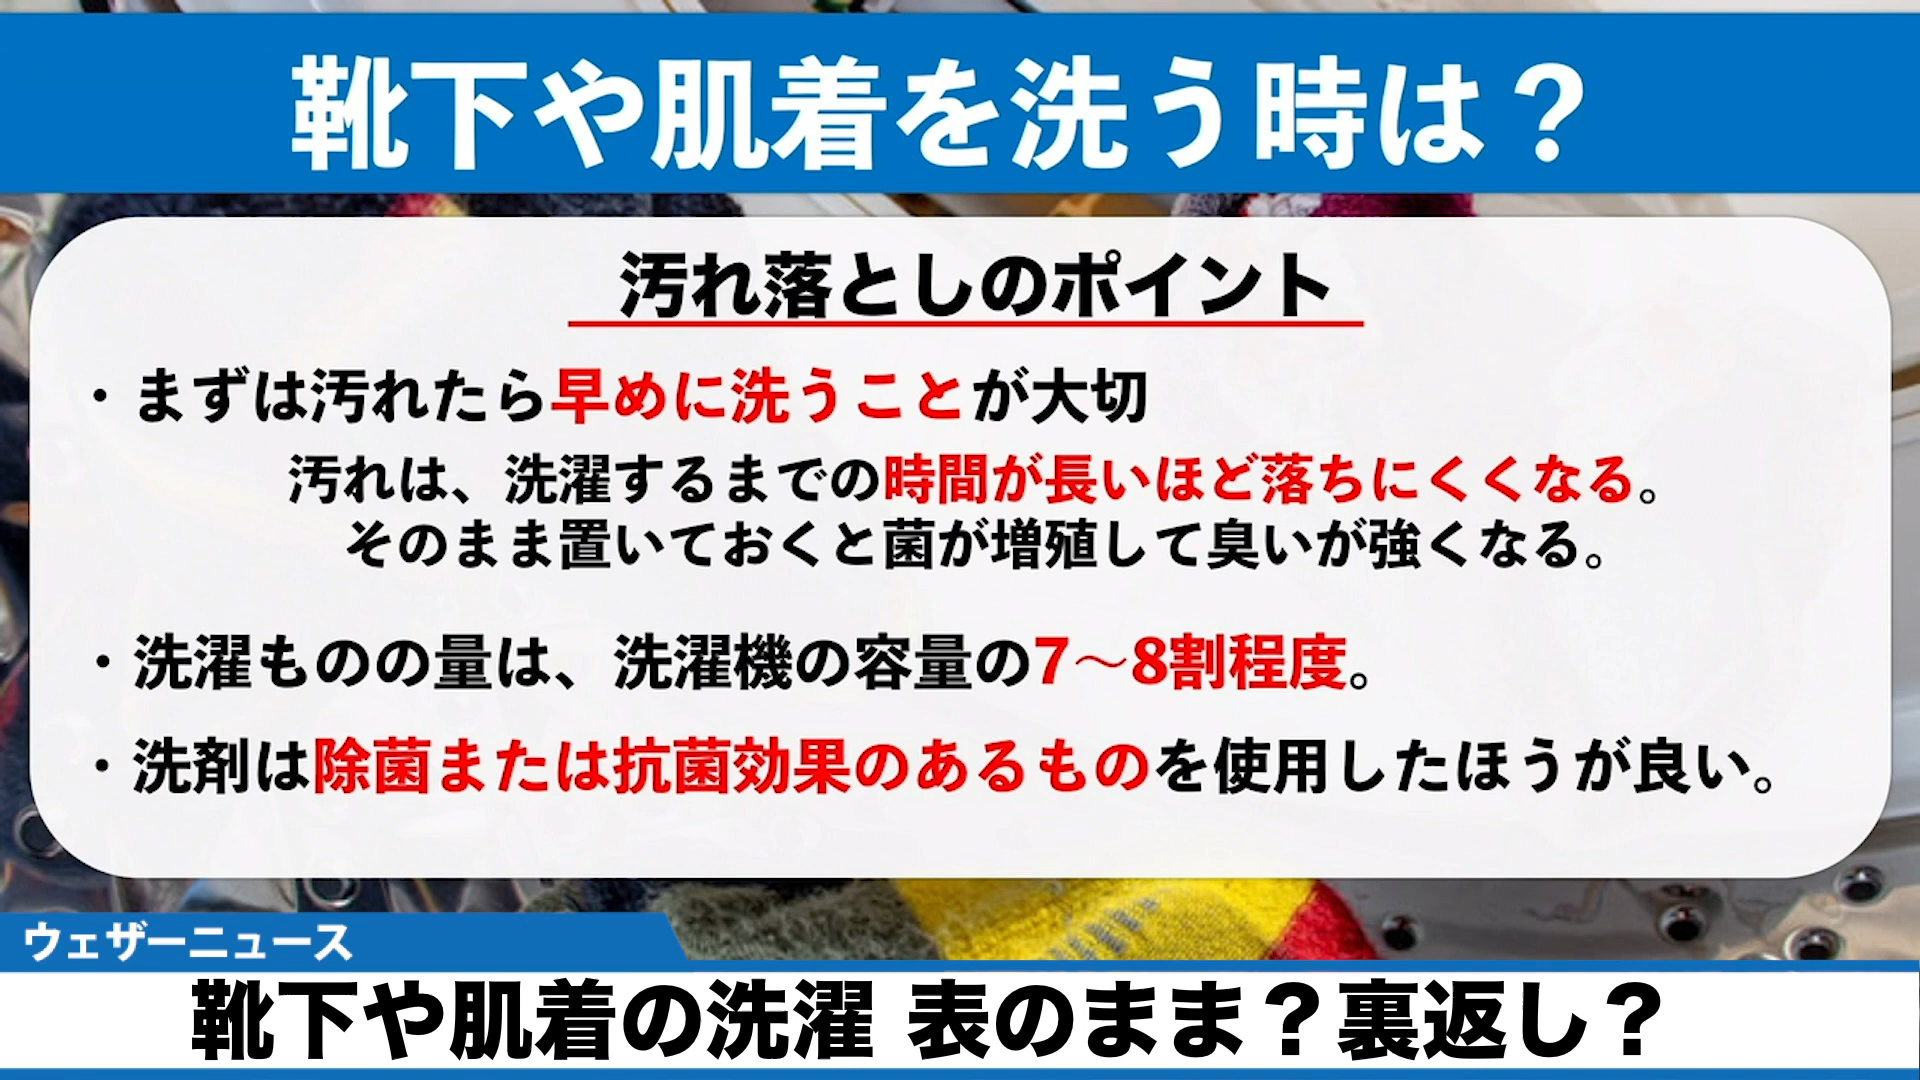 靴下や肌着を洗う時は？
汚れ落としのポイント
・まずは汚れたら早めに洗うことが大切
汚れは、洗濯するまでの時間が長いほど落ちにくくなる。
そのまま置いておくと菌が増殖して臭いが強くなる。
・洗濯ものの量は、洗濯機の容量の7〜8割程度。
・洗剤は除菌または抗菌効果のあるものを使用したほうが良い。
ウェザーニュース
靴下や肌着の洗濯 表のまま？裏返し？